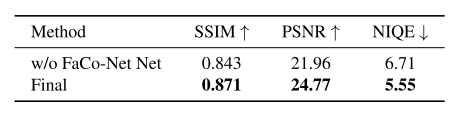 Method SSIM ↑ PSNR ↑ NIQE ↓
w/o FaCo-Net Net 0.843 21.96 6.71
Final 0.871 24.77 5.55